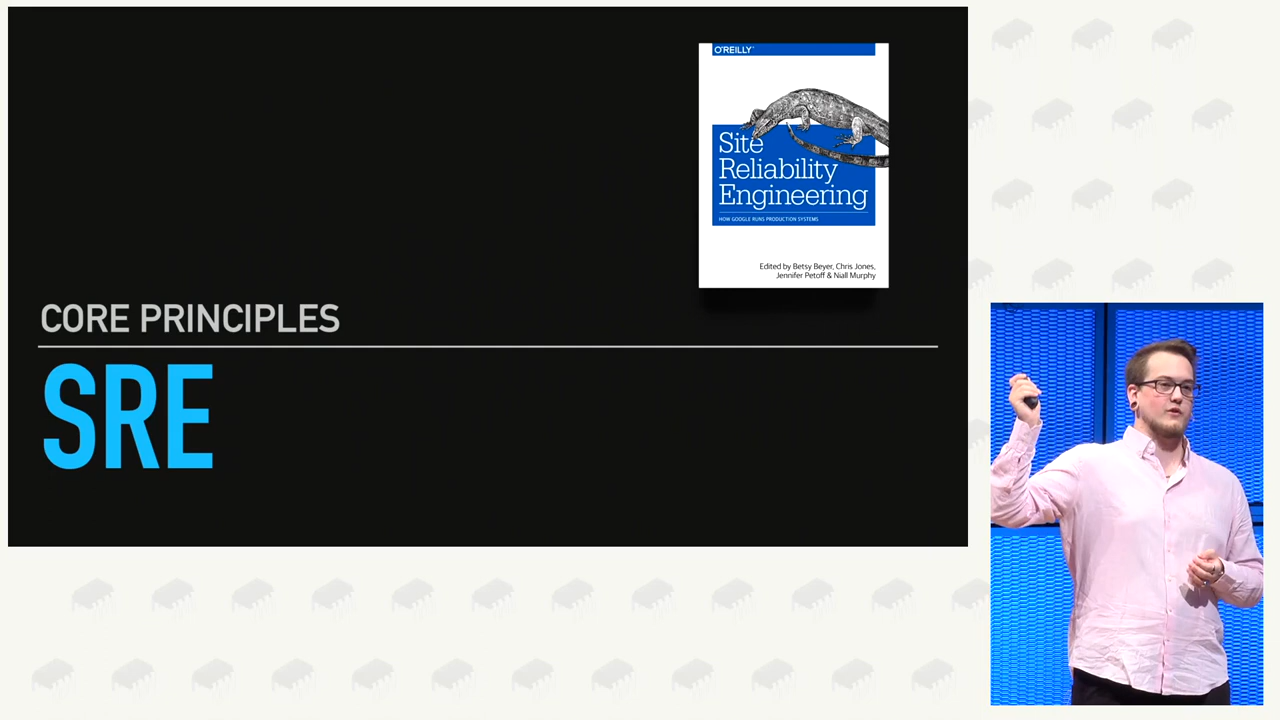 O'REILLY
Site
Reliability
Engineering
HOW GOOGLE RUNS PRODUCTION SYSTEMS
Edited by Betsy Beyer, Chris Jones,
Jennifer Petoff & Niall Murphy
CORE PRINCIPLES
SRE